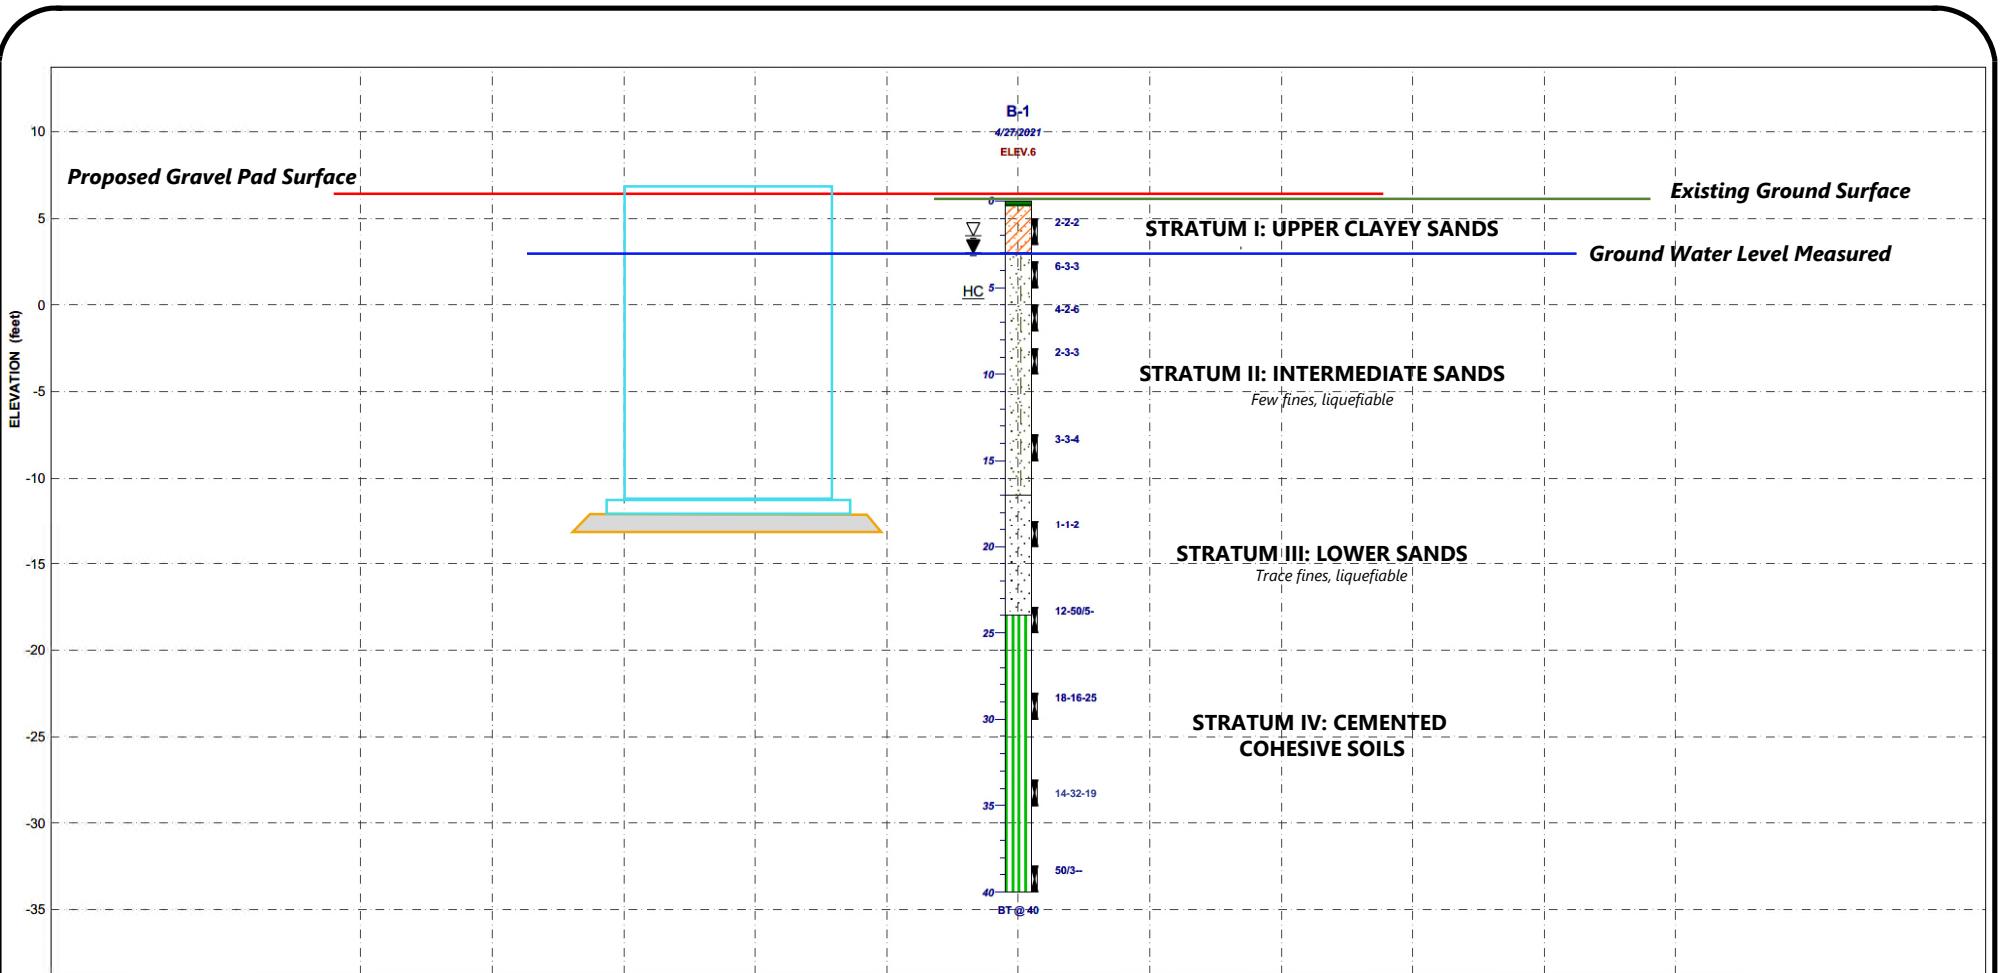 B-1
4/27/2021
ELEV.6
10
Proposed Gravel Pad Surface
Existing Ground Surface
0
5
2-2-2
STRATUM I: UPPER CLAYEY SANDS
Ground Water Level Measured
6-3-3
HC
5
0
4-2-6
ELEVATION (feet)
2-3-3
10
STRATUM II: INTERMEDIATE SANDS
-5
Few fines, liquefiable
3-3-4
15
-10
1-1-2
20
STRATUM III: LOWER SANDS
-15
Trace fines, liquefiable
12-50/5-
25
-20
18-16-25
30
STRATUM IV: CEMENTED
-25
COHESIVE SOILS
14-32-19
35
-30
50/3--
40
-35
BT @ 40